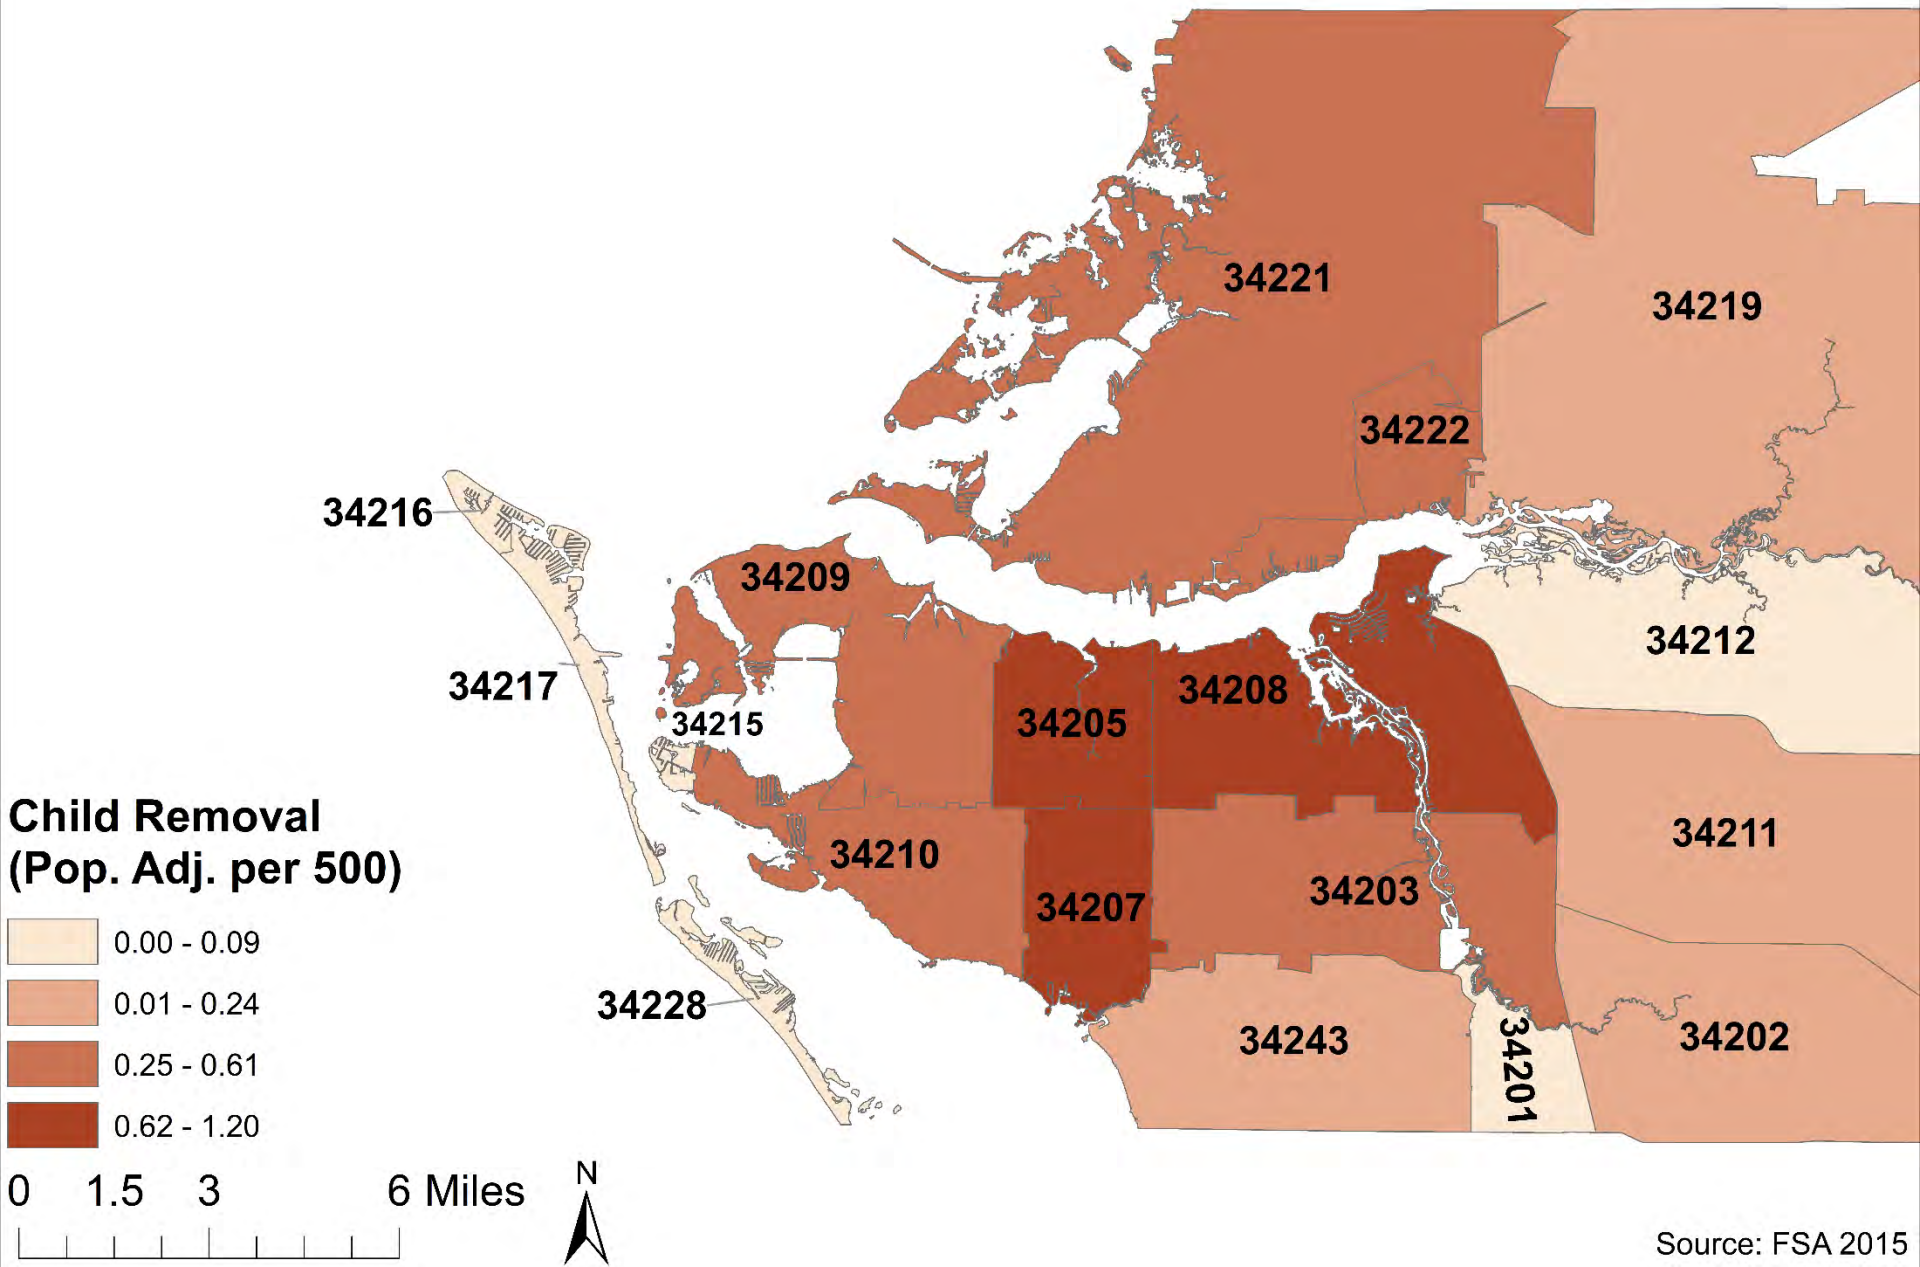 34221
34219
34222
34216
34209
34212
34217
34208
34205
34215
34211
34210
34203
34207
34228
34243
34202
34201
Child Removal
(Pop. Adj. per 500)
0.00 - 0.09
0.01 - 0.24
0.25 - 0.61
0.62 - 1.20
0 1.5 3 6 Miles
N
Source: FSA 2015